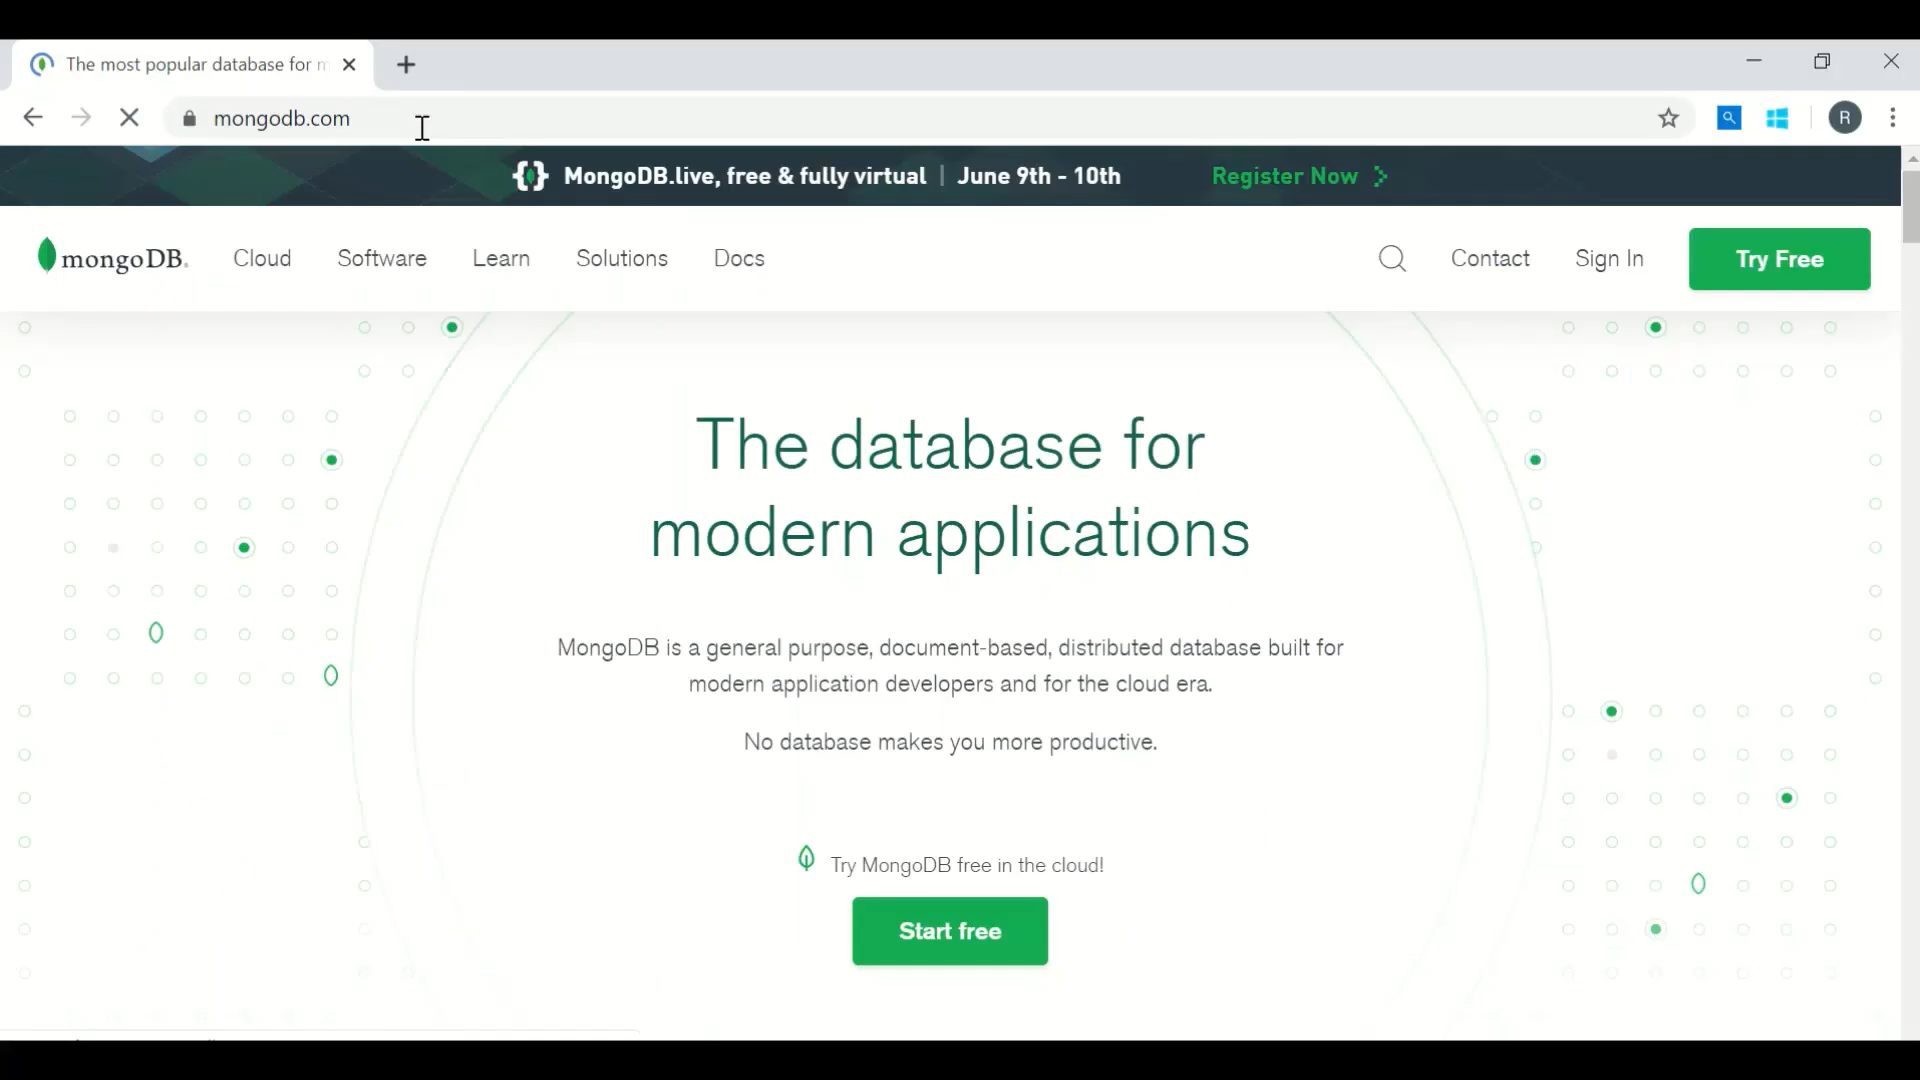 The most popular database for m
mongodb.com
R
MongoDB.live, free & fully virtual | June 9th - 10th Register Now
mongoDB. Cloud Software Learn Solutions Docs Contact Sign In Try Free
The database for
modern applications
MongoDB is a general purpose, document-based, distributed database built for
modern application developers and for the cloud era.
No database makes you more productive.
Try MongoDB free in the cloud!
Start free